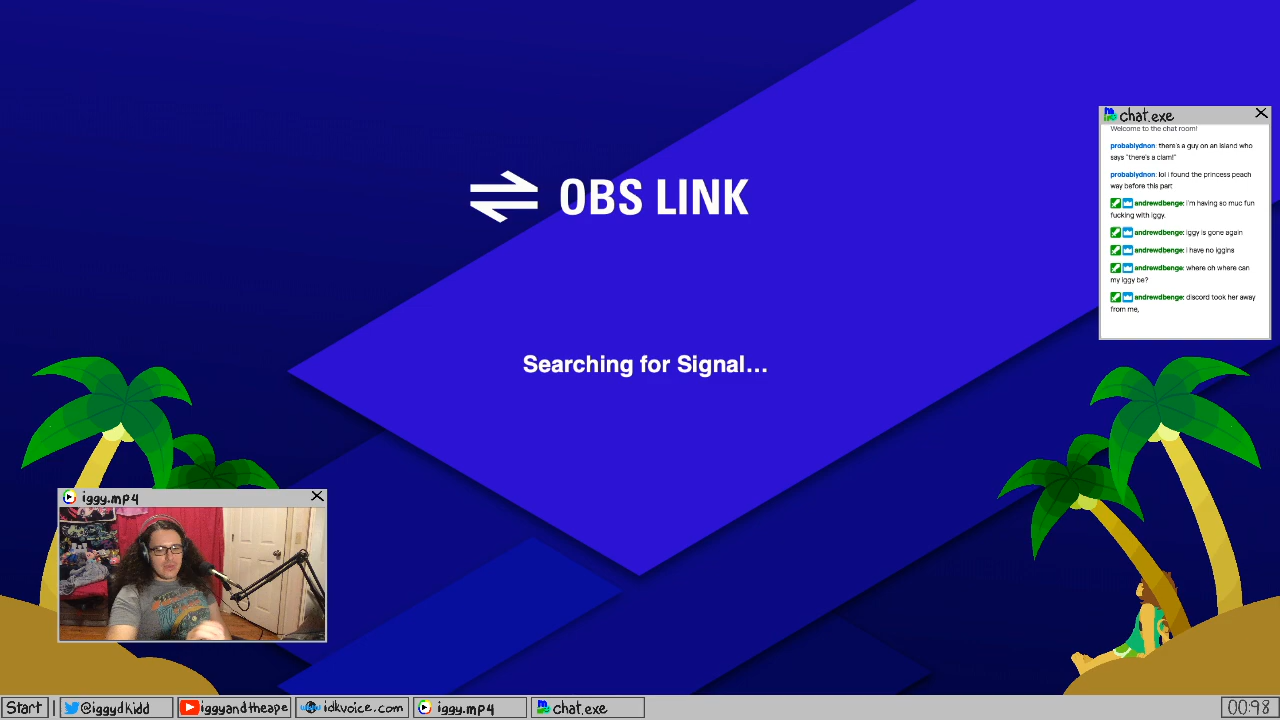 OBS LINK
Searching for Signal...
chat.exe
Welcome to the chat room!
probablydnon: there's a guy on an island who
says "there's a clam!"
probablydnon: lol i found the princess peach
way before this part
andrewdbenge: i'm having so muc fun
fucking with iggy.
andrewdbenge: iggy is gone again
andrewdbenge: i have no iggins
andrewdbenge: where oh where can
my iggy be?
andrewdbenge: discord took her away
from me,
iggy.mp4
Start
@iggydkidd
iggyandtheape
idkvoice.com
iggy.mp4
chat.exe
00:98